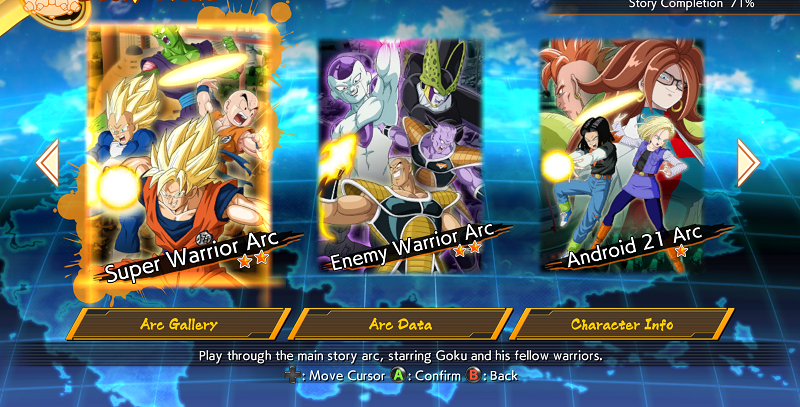 Story Completion 71%
Super Warrior Arc
Enemy Warrior Arc
Android 21 Arc
Arc Gallery
Arc Data
Character Info
Play through the main story arc, starring Goku and his fellow warriors.
: Move Cursor A : Confirm B : Back